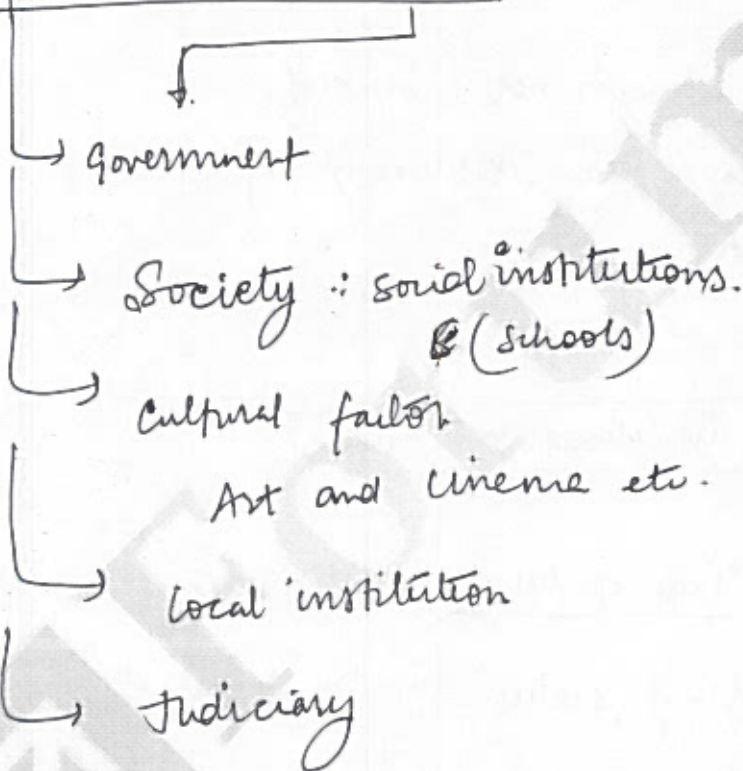 Government
Society : social institutions.
(schools)
Cultural factor
Art and cinema etc.
local institution
Judiciary